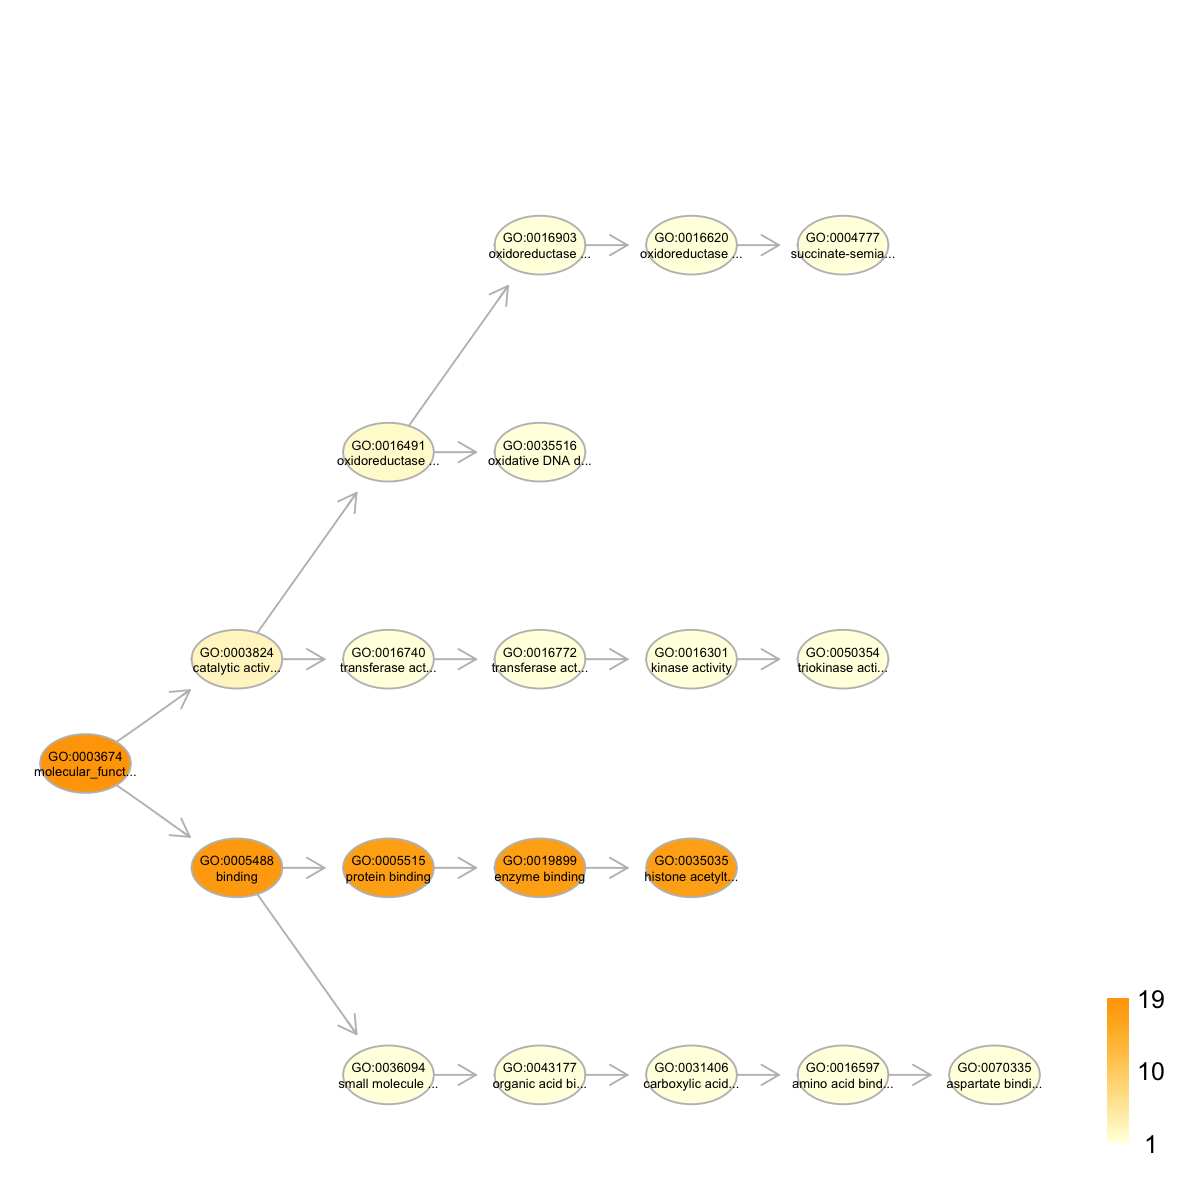 GO:0016903
oxidoreductase ...
GO:0016620
oxidoreductase ...
GO:0004777
succinate-semia...
GO:0016491
oxidoreductase ...
GO:0035516
oxidative DNA d...
GO:0003824
catalytic activ...
GO:0016740
transferase act...
GO:0016772
transferase act...
GO:0016301
kinase activity
GO:0050354
triokinase acti...
GO:0003674
molecular_funct...
GO:0005488
binding
GO:0005515
protein binding
GO:0019899
enzyme binding
GO:0035035
histone acetylt...
GO:0036094
small molecule ...
GO:0043177
organic acid bi...
GO:0031406
carboxylic acid...
GO:0016597
amino acid bind...
GO:0070335
aspartate bindi...
19
10
1